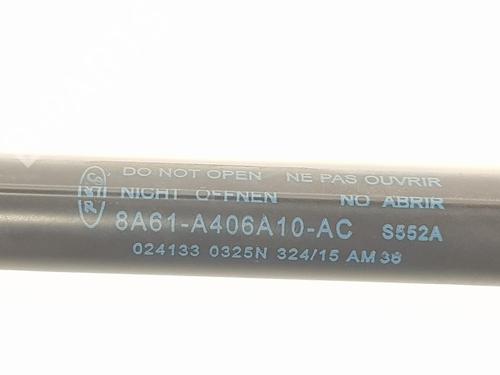 DO NOT OPEN NE PAS OUVRIR
NICHT ÖFFNEN NO ABRIR
8A61-A406A10-AC S552A
024133 0325N 324/15 AM 38